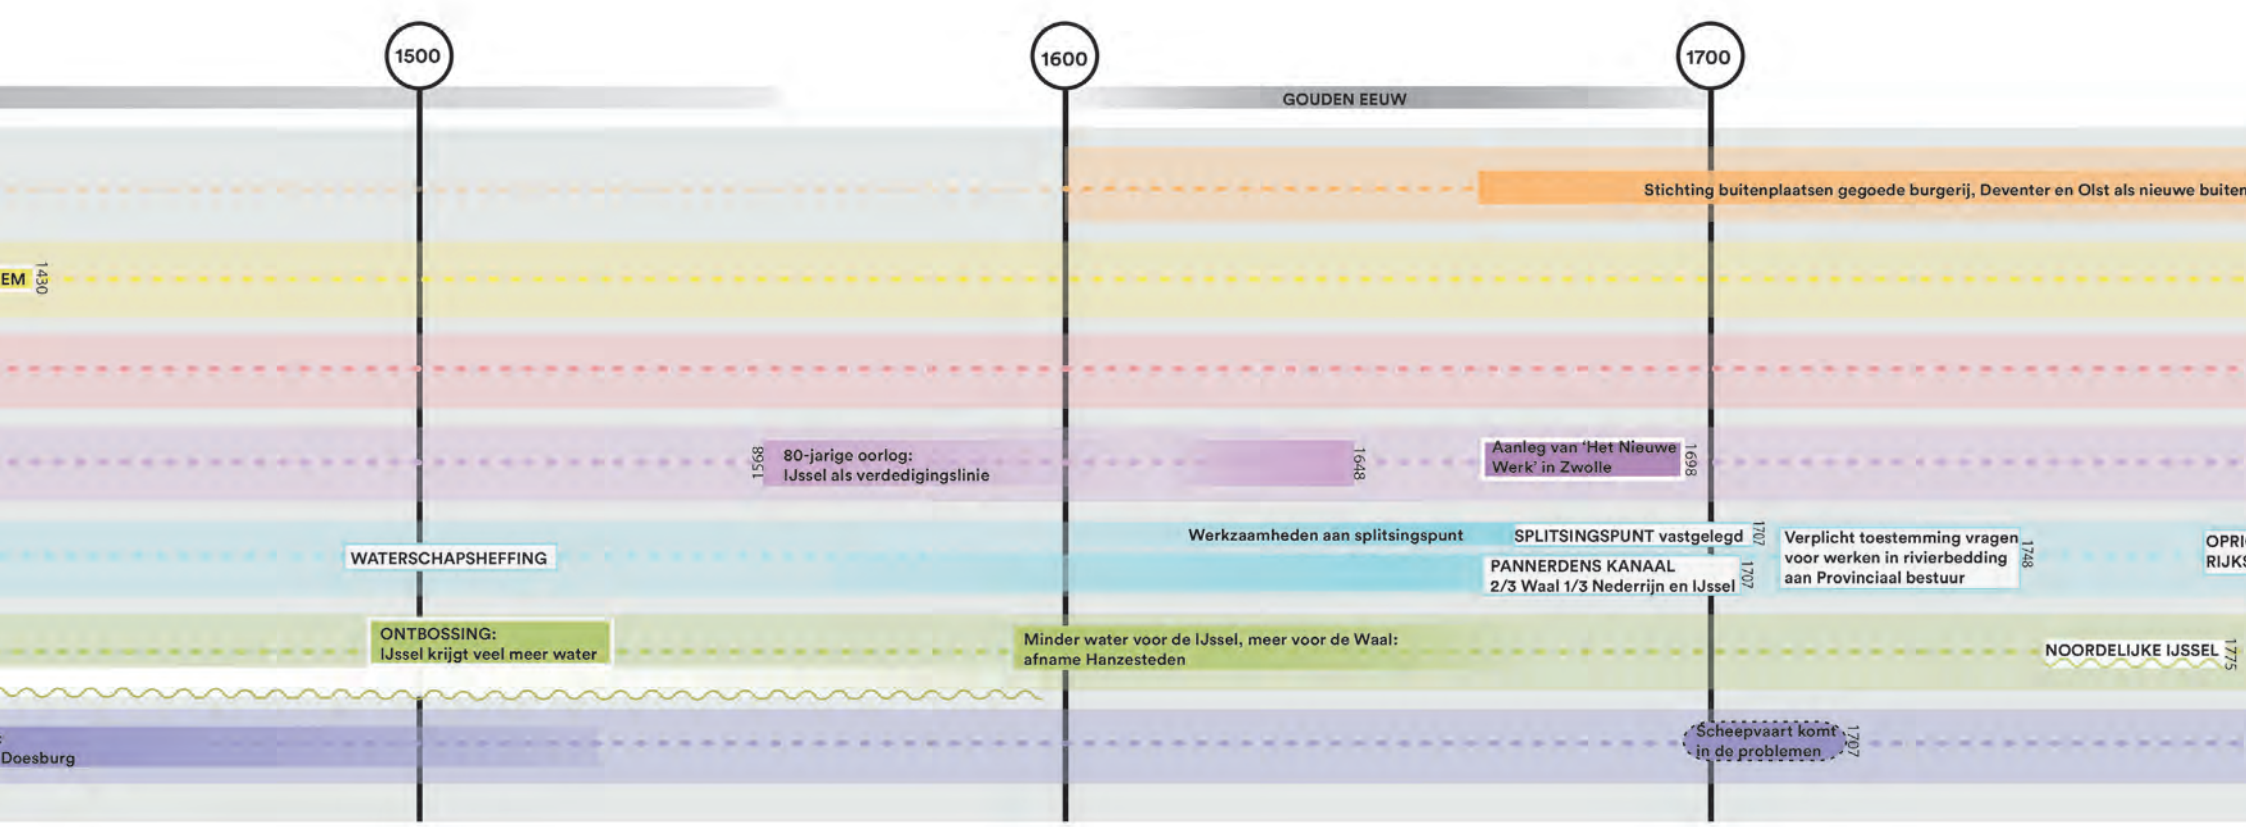 1500
1600
1700
GOUDEN EEUW
Stichting buitenplaatsen gegoede burgerij, Deventer en Olst als nieuwe buiten
EM
1430
1568
80-jarige oorlog:
IJssel als verdedigingslinie
1648
Aanleg van ‘Het Nieuwe
Werk’ in Zwolle
1698
WATERSCHAPSHEFFING
Werkzaamheden aan splitsingspunt
SPLITSINGSPUNT vastgelegd
1707
PANNERDENS KANAAL
2/3 Waal 1/3 Nederrijn en IJssel
1707
Verplicht toestemming vragen
voor werken in rivierbedding
aan Provinciaal bestuur
1748
OPRI
RIJKS
ONTBOSSING:
IJssel krijgt veel meer water
Minder water voor de IJssel, meer voor de Waal:
afname Hanzesteden
NOORDELIJKE IJSSEL
1775
Doesburg
Scheepvaart komt
in de problemen
1707